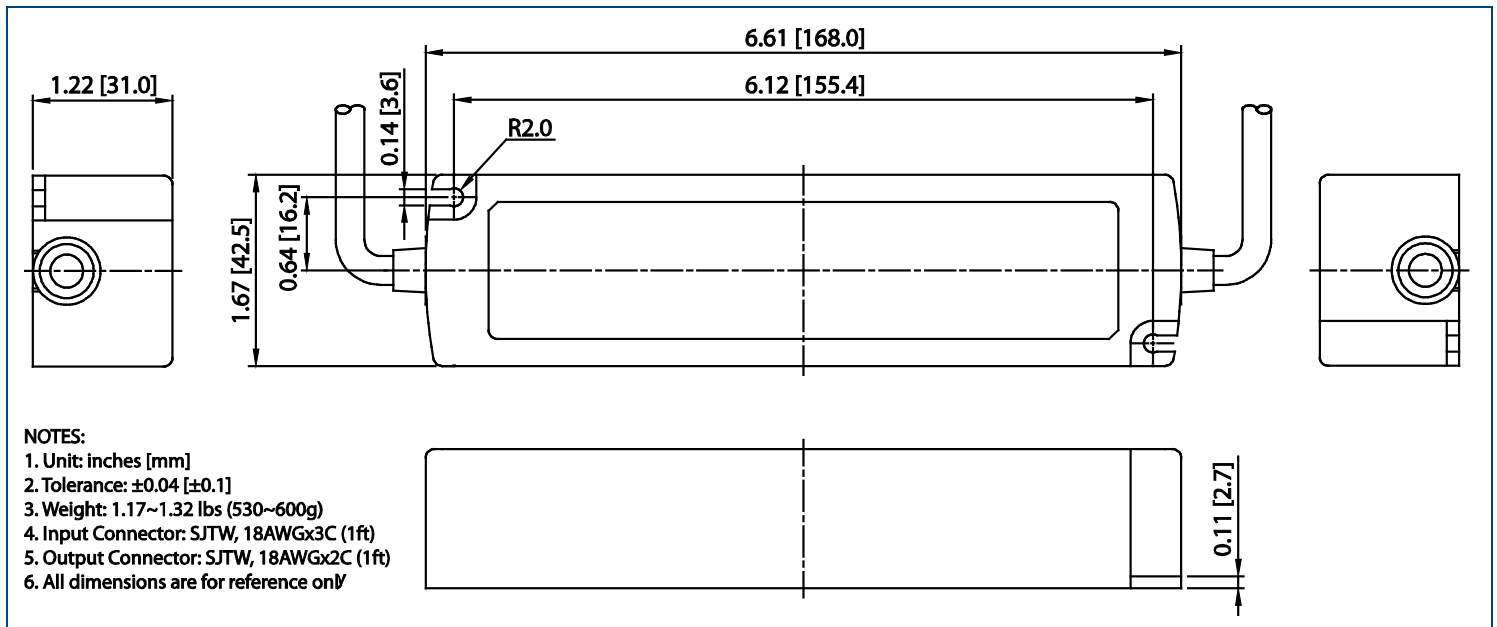 6.61 [168.0]
1.22 [31.0]
6.12 [155.4]
0.14 [3.6]
R2.0
0.64 [16.2]
1.67 [42.5]
NOTES:
1. Unit: inches [mm]
2. Tolerance: ±0.04 [±0.1]
3. Weight: 1.17~1.32 lbs (530~600g)
4. Input Connector: SJTW, 18AWGx3C (1ft)
5. Output Connector: SJTW, 18AWGx2C (1ft)
6. All dimensions are for reference only
0.11 [2.7]